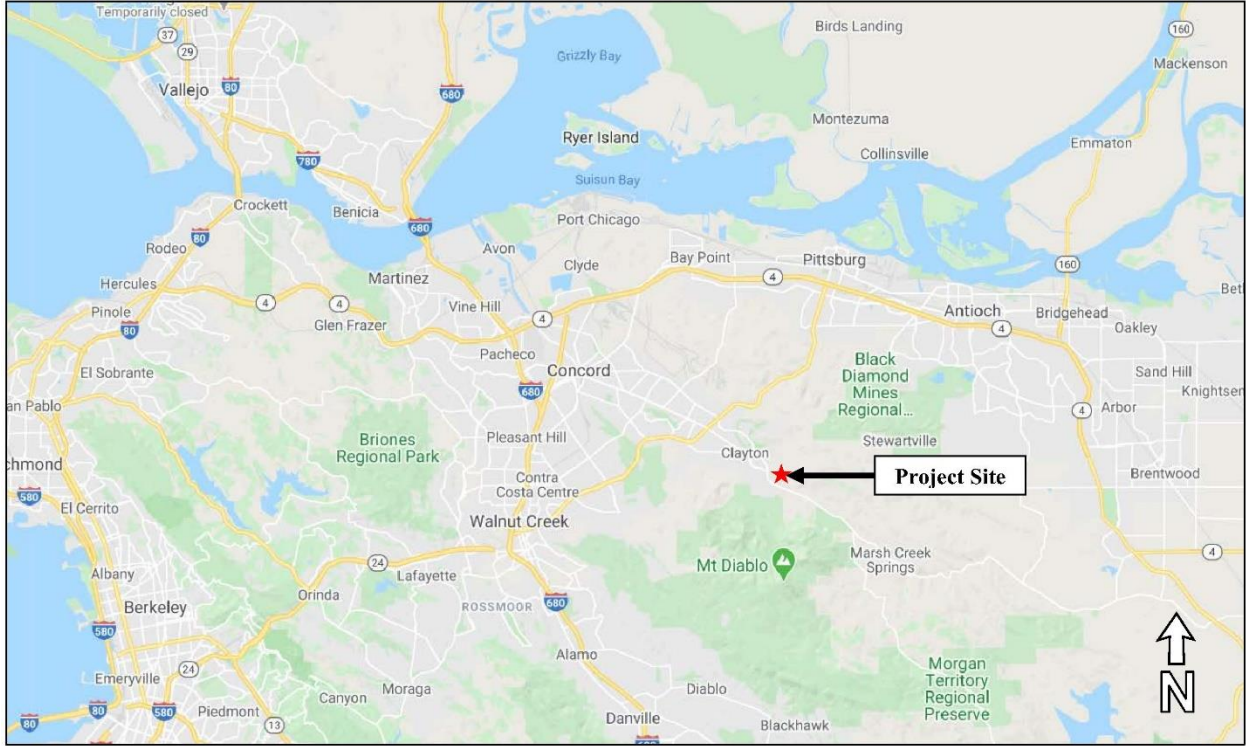 Temporarily closed
37
29
80
Vallejo
680
780
Grizzly Bay
Birds Landing
160
Mackenson
Ryer Island
Montezuma
Collinsville
Emmaton
Suisun Bay
Crockett
Benicia
680
Port Chicago
80
Rodeo
Avon
Bay Point
Pittsburg
160
Hercules
Martinez
Clyde
4
4
4
Vine Hill
4
Antioch
Bridgehead
Pinole
80
Glen Frazer
4
Oakley
Pacheco
Concord
El Sobrante
680
Black
Diamond
Mines
Regional...
Sand Hill
Knightsen
an Pablo
4
Arbor
Briones
Regional Park
Pleasant Hill
Stewartville
Clayton
chmond
Contra
Costa Centre
Project Site
Brentwood
580
El Cerrito
Walnut Creek
24
4
Mt Diablo
Marsh Creek
Springs
Albany
Lafayette
Orinda
ROSSMOOR
680
Berkeley
580
Alamo
24
Emeryville
Canyon
Moraga
Diablo
Morgan
Territory
Regional
Preserve
N
80
80
580
Piedmont
13
Danville
Blackhawk
680